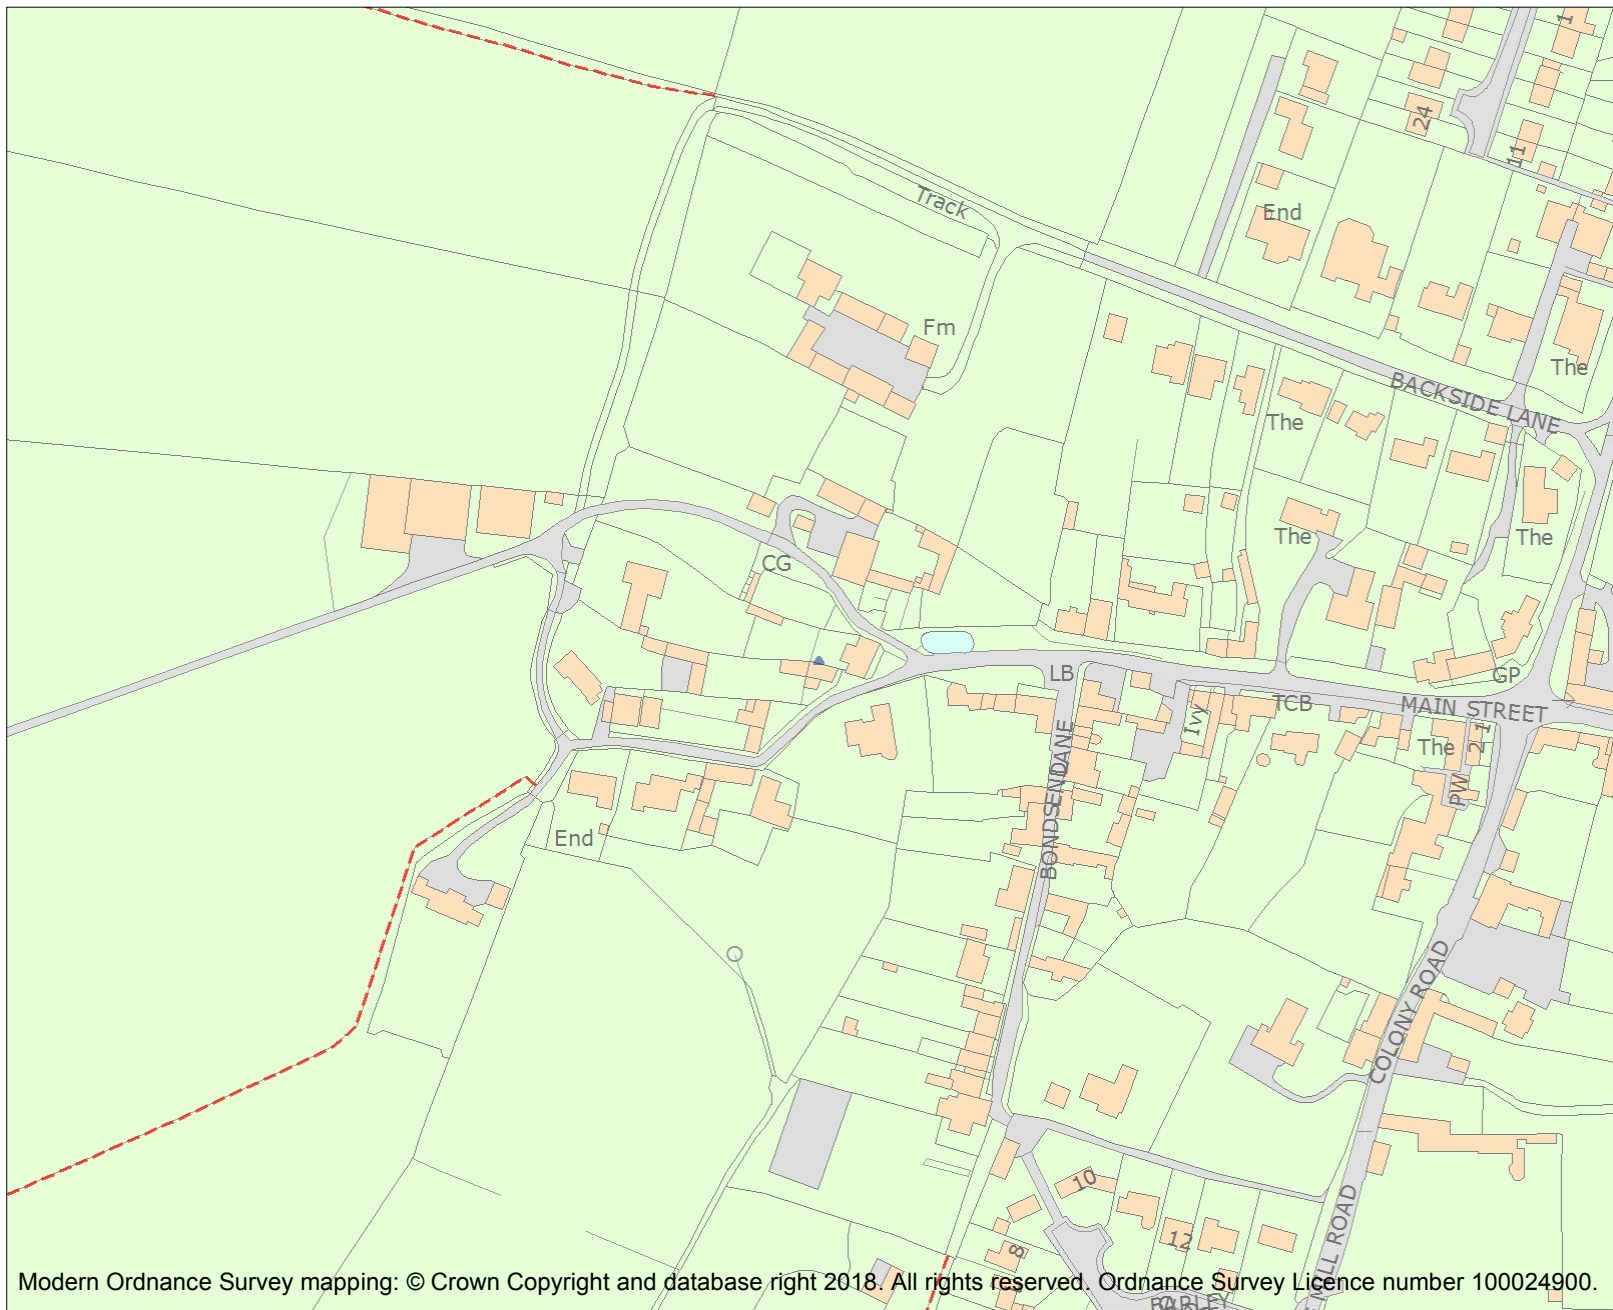 1
24
11
Track
End
Fm
The
BACKSIDE LANE
The
The
The
CG
LB
GP
TCB
MAIN STREET
Ivy
The
2
1
BONDSEND LANE
PW
End
COLONY ROAD
10
12
8
MILL ROAD
Modern Ordnance Survey mapping: © Crown Copyright and database right 2018. All rights reserved. Ordnance Survey Licence number 100024900.